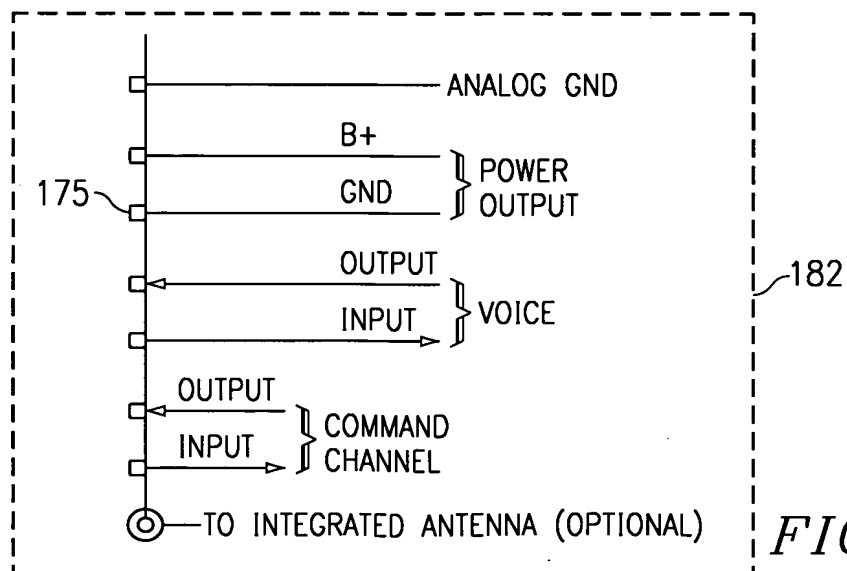 ANALOG GND
B+
POWER
OUTPUT
GND
175
OUTPUT
182
VOICE
INPUT
OUTPUT
COMMAND
CHANNEL
INPUT
TO INTEGRATED ANTENNA (OPTIONAL)
FIG